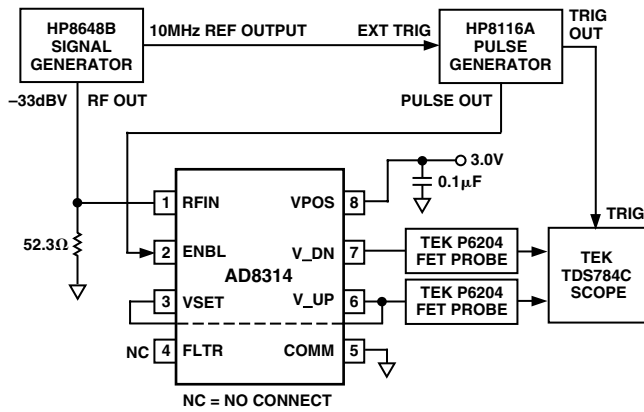 HP8648B
SIGNAL
GENERATOR
10MHz REF OUTPUT
EXT TRIG
HP8116A
PULSE
GENERATOR
TRIG
OUT
–33dBV
RF OUT
PULSE OUT
3.0V
0.1μF
52.3Ω
1 RFIN
2 ENBL
3 VSET
4 FLTR
NC
AD8314
VPOS 8
V_DN 7
V_UP 6
COMM 5
TEK P6204
FET PROBE
TEK P6204
FET PROBE
TRIG
TEK
TDS784C
SCOPE
NC = NO CONNECT